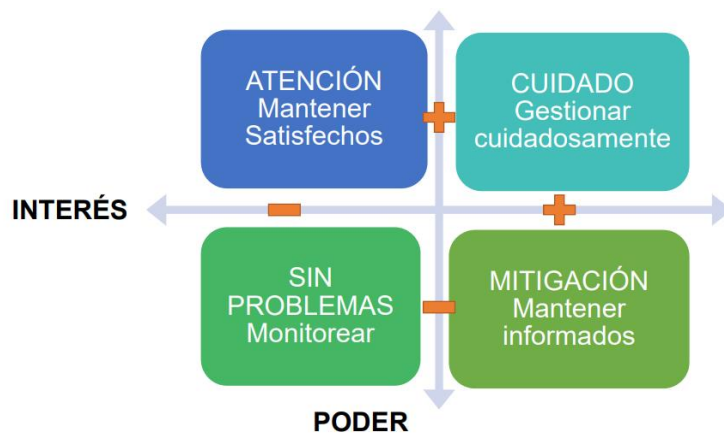 ATENCIÓN
Mantener
Satisfechos
CUIDADO
Gestionar
cuidadosamente
INTERÉS
SIN
PROBLEMAS
Monitorear
MITIGACIÓN
Mantener
informados
PODER